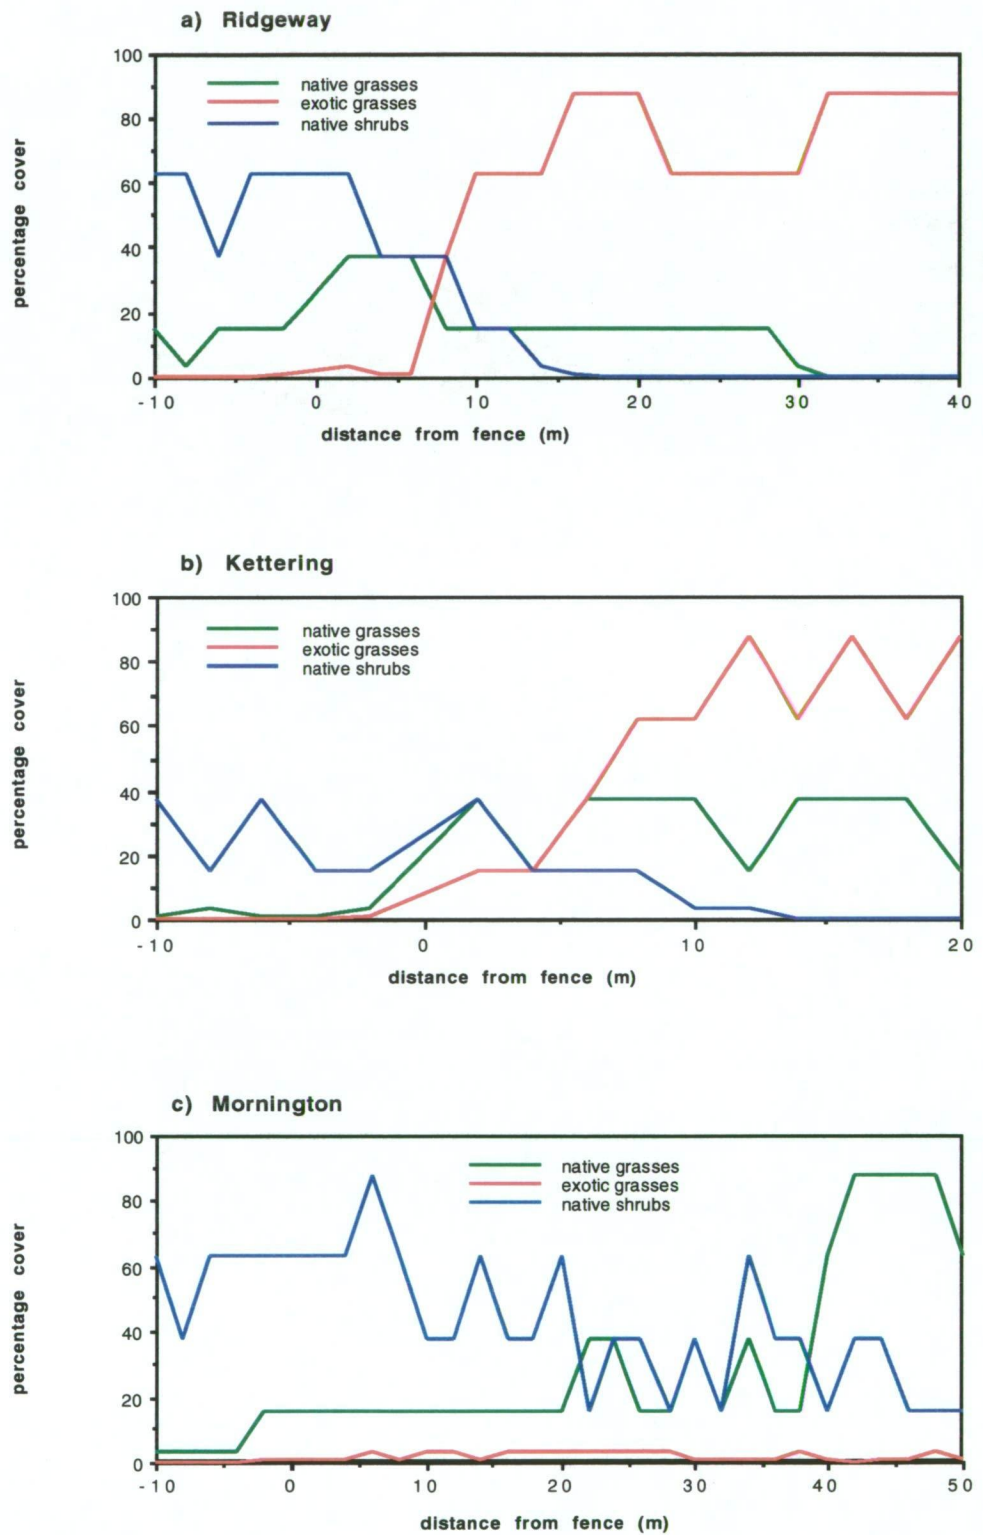 a) Ridgeway
100
80
60
40
20
0
native grasses
exotic grasses
native shrubs
percentage cover
-10 0 10 20 30 40
distance from fence (m)
b) Kettering
100
80
60
40
20
0
native grasses
exotic grasses
native shrubs
percentage cover
-10 0 10 20
distance from fence (m)
c) Mornington
100
80
60
40
20
0
native grasses
exotic grasses
native shrubs
percentage cover
-10 0 10 20 30 40 50
distance from fence (m)